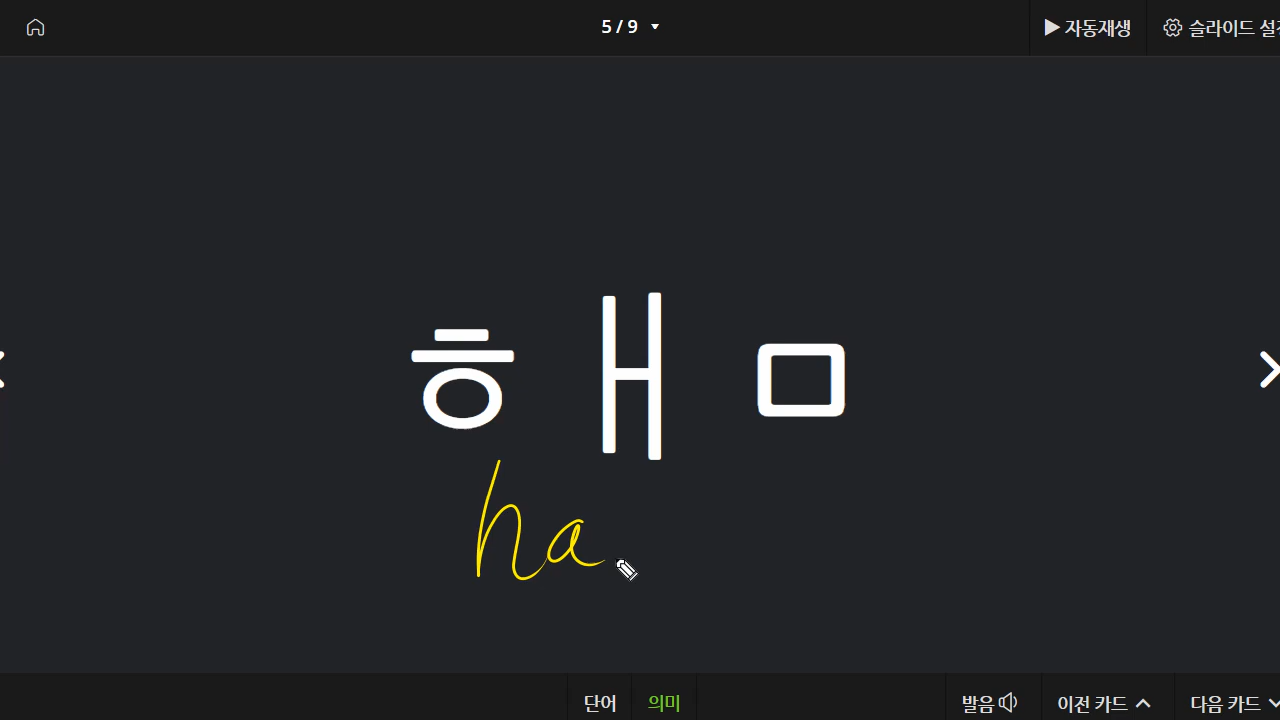 5 / 9
▶ 자동재생
슬라이드 설정
ㅎ ㅐ ㅁ
ha
단어
의미
발음
이전 카드
다음 카드